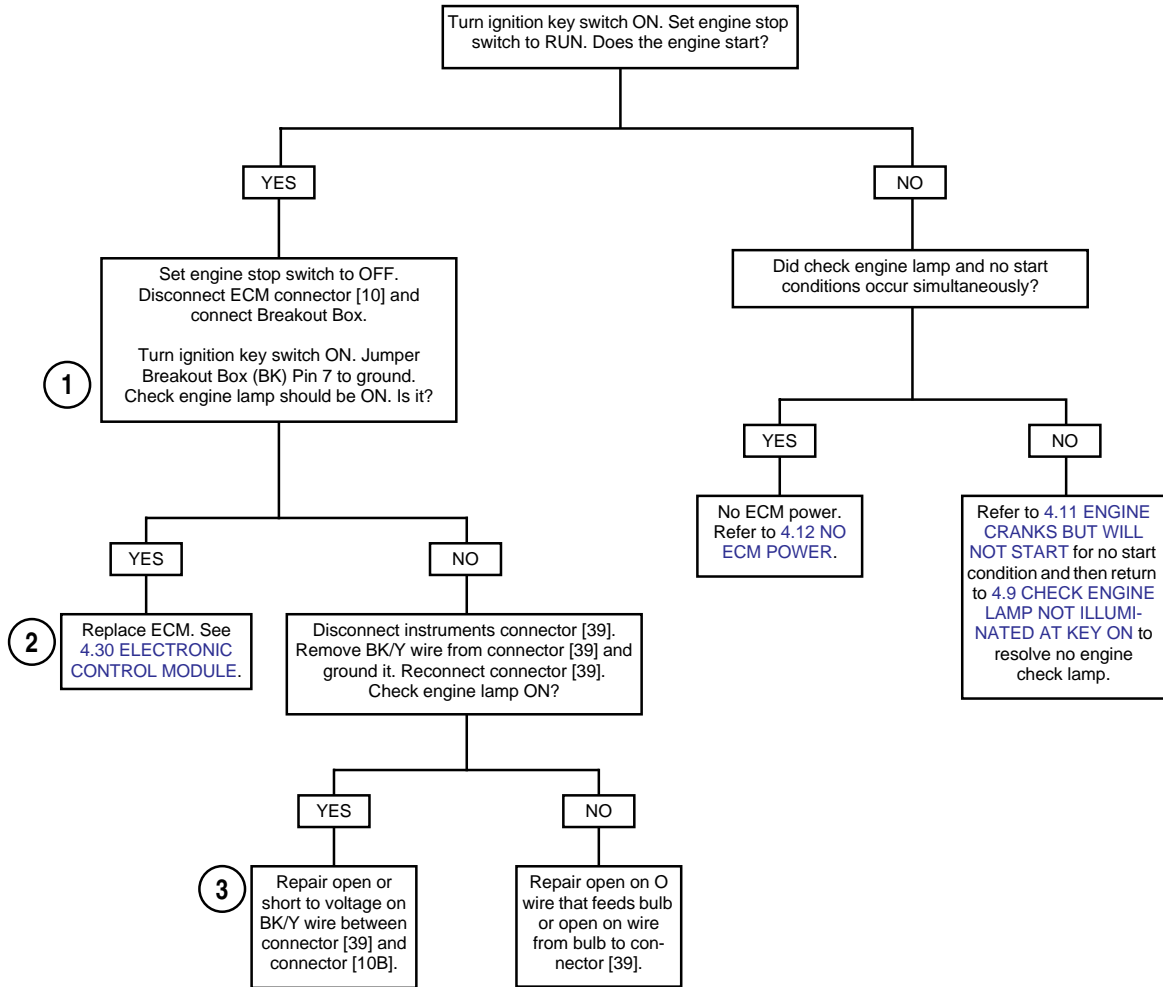 Turn ignition key switch ON. Set engine stop
switch to RUN. Does the engine start?
YES
NO
Set engine stop switch to OFF.
Disconnect ECM connector [10] and
connect Breakout Box.
Turn ignition key switch ON. Jumper
Breakout Box (BK) Pin 7 to ground.
Check engine lamp should be ON. Is it?
1
Did check engine lamp and no start
conditions occur simultaneously?
YES
NO
No ECM power.
Refer to 4.12 NO
ECM POWER.
Refer to 4.11 ENGINE
CRANKS BUT WILL
NOT START for no start
condition and then return
to 4.9 CHECK ENGINE
LAMP NOT ILLUMI-
NATED AT KEY ON to
resolve no engine
check lamp.
YES
NO
2
Replace ECM. See
4.30 ELECTRONIC
CONTROL MODULE.
Disconnect instruments connector [39].
Remove BK/Y wire from connector [39] and
ground it. Reconnect connector [39].
Check engine lamp ON?
YES
NO
3
Repair open or
short to voltage on
BK/Y wire between
connector [39] and
connector [10B].
Repair open on O
wire that feeds bulb
or open on wire
from bulb to con-
nector [39].